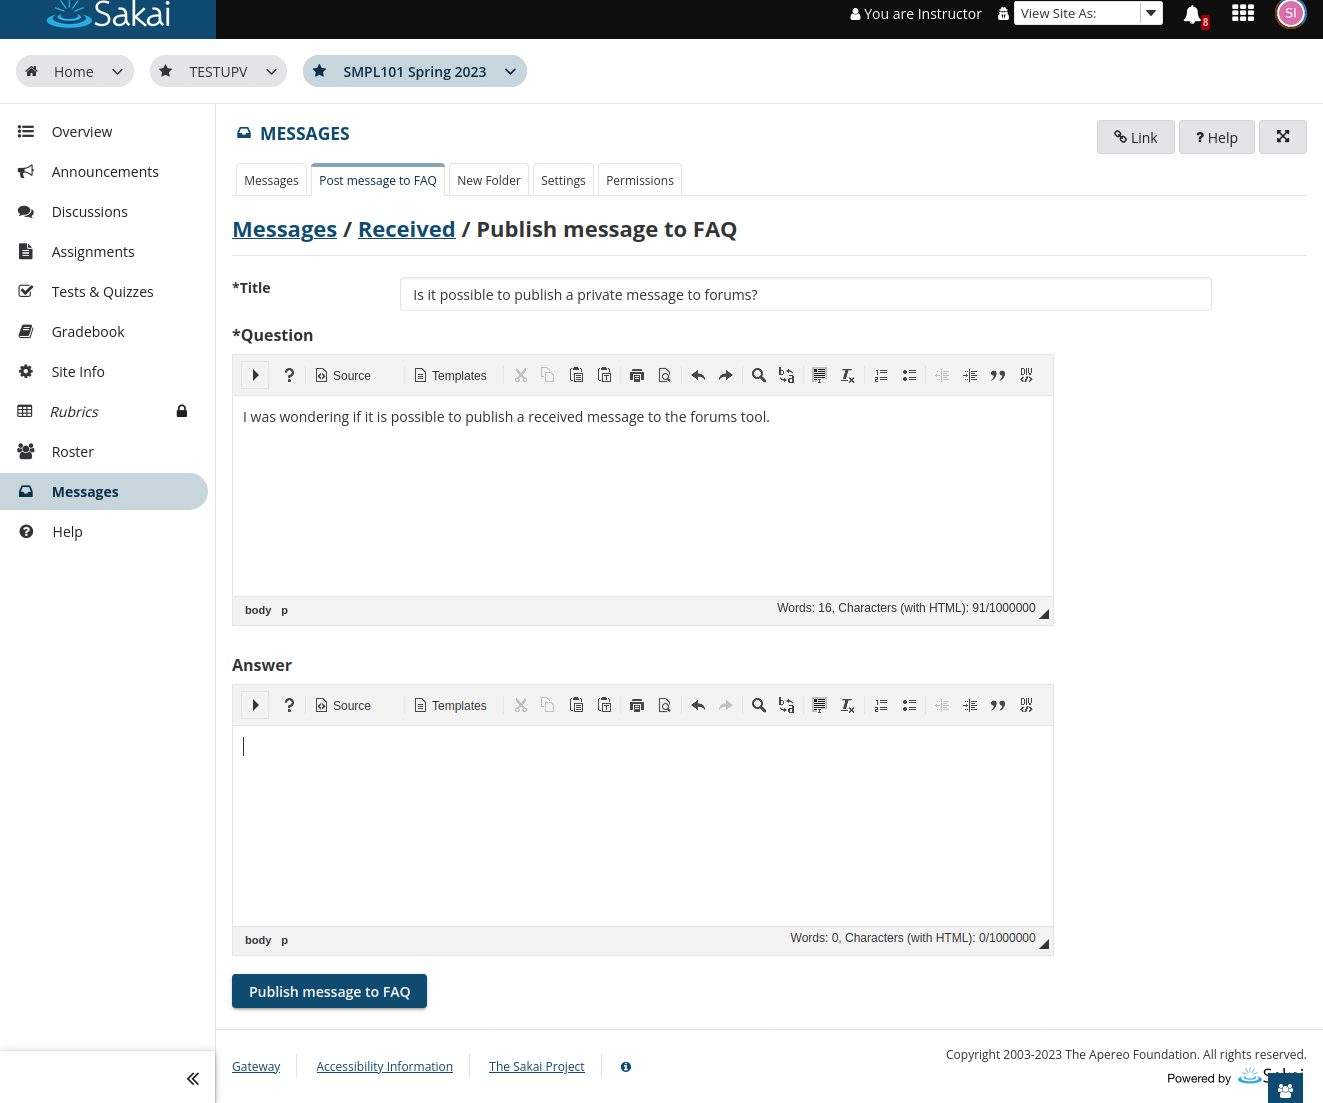 Sakai
You are Instructor
View Site As:
8
SI
Home
TESTUPV
SMPL101 Spring 2023
Overview
Announcements
Discussions
Assignments
Tests & Quizzes
Gradebook
Site Info
Rubrics
Roster
Messages
Help
MESSAGES
Link
? Help
Messages
Post message to FAQ
New Folder
Settings
Permissions
Messages / Received / Publish message to FAQ
*Title
Is it possible to publish a private message to forums?
*Question
? Source Templates
I was wondering if it is possible to publish a received message to the forums tool.
body p
Words: 16, Characters (with HTML): 91/1000000
Answer
? Source Templates
body p
Words: 0, Characters (with HTML): 0/1000000
Publish message to FAQ
Gateway
Accessibility Information
The Sakai Project
Copyright 2003-2023 The Apereo Foundation. All rights reserved.
Powered by Sakai